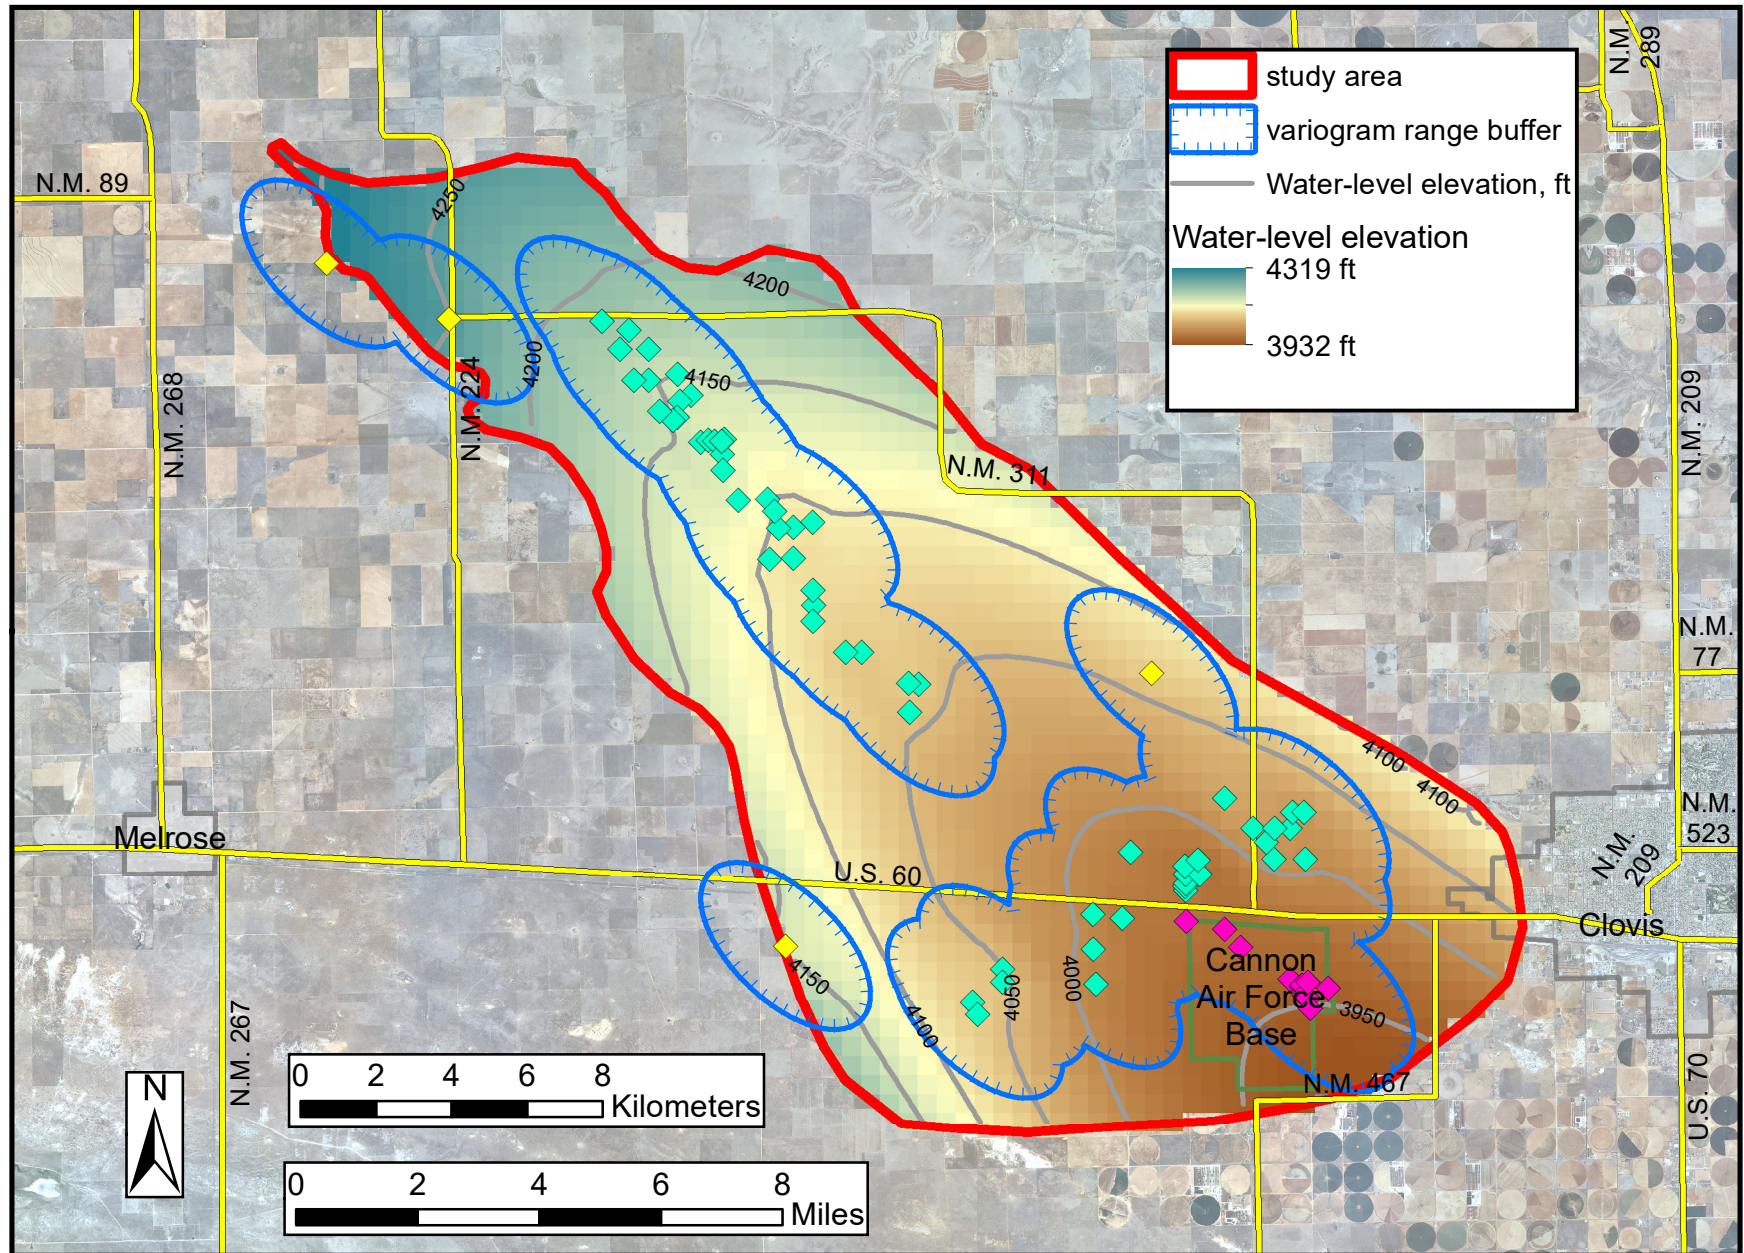 N.M.
289
study area
variogram range buffer
Water-level elevation, ft
Water-level elevation
4319 ft
3932 ft
N.M. 89
4250
4200
4200
4150
N.M. 268
N.M. 224
N.M. 209
N.M. 311
N.M.
77
4100
4100
N.M.
523
N.M.
209
Melrose
U.S. 60
Clovis
4150
4100
4050
4000
Cannon
Air Force
Base
3950
N.M. 467
N.M. 267
U.S. 70
N
0 2 4 6 8
Kilometers
0 2 4 6 8
Miles